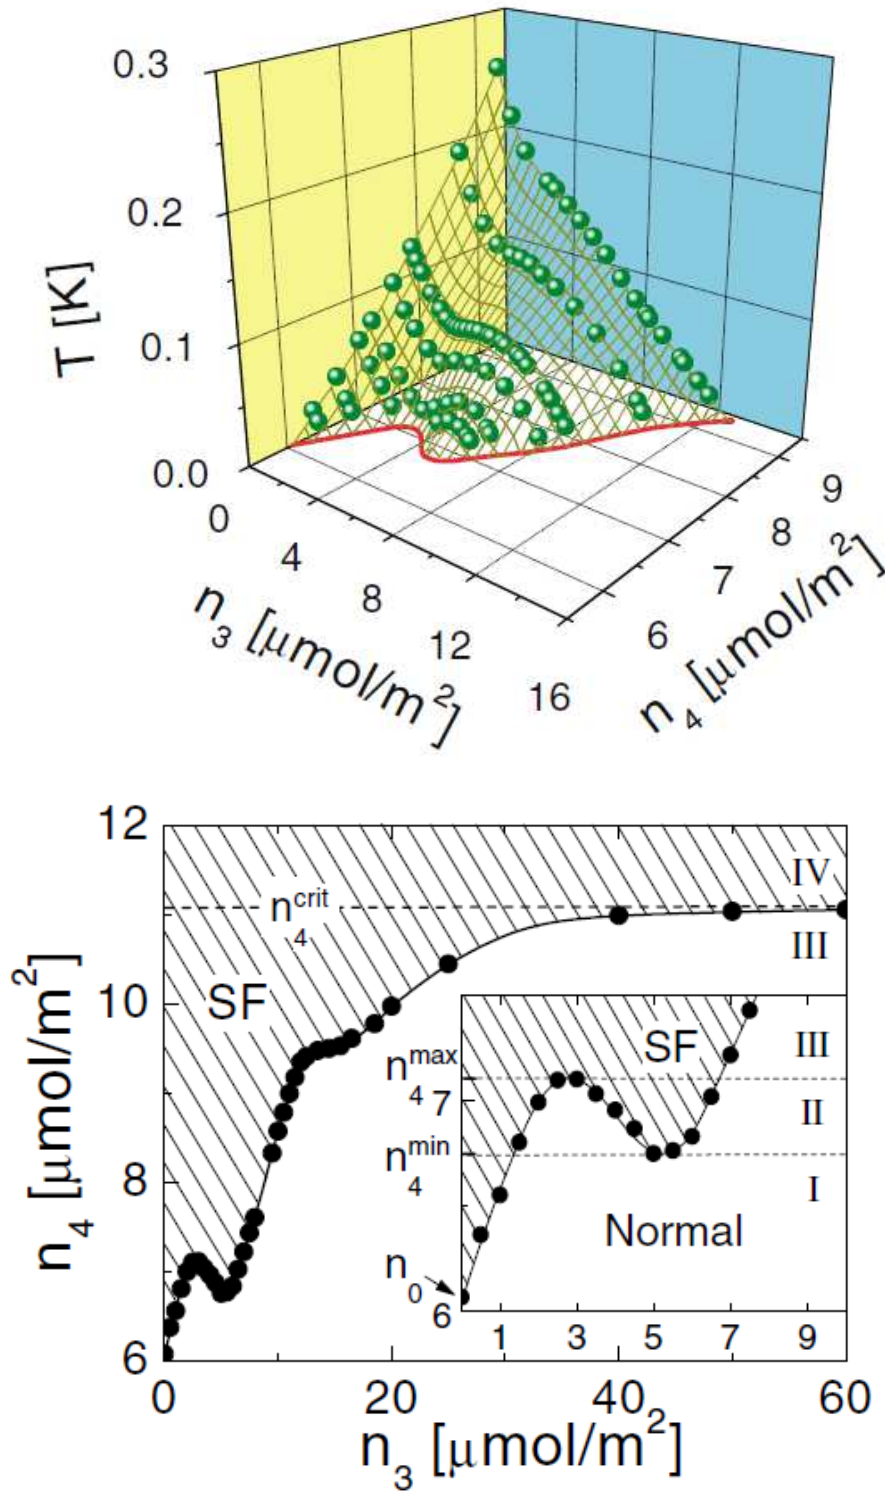 0.3
0.2
0.1
0.0
T [K]
0
4
8
12
16
n3 [μmol/m2]
6
7
8
9
n4 [μmol/m2]
12
10
8
6
n4 [μmol/m2]
n4crit
IV
III
SF
n4max
7
n4min
n0
6
SF
III
II
I
Normal
1 3 5 7 9
0 20 40 60
n3 [μmol/m2]